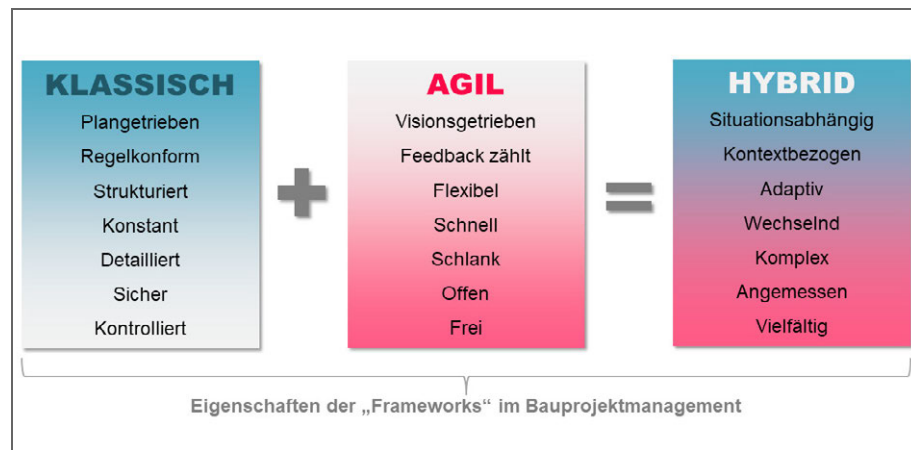 KLASSISCH
Plangetrieben
Regelkonform
Strukturiert
Konstant
Detailliert
Sicher
Kontrolliert
+
AGIL
Visionsgetrieben
Feedback zählt
Flexibel
Schnell
Schlank
Offen
Frei
=
HYBRID
Situationsabhängig
Kontextbezogen
Adaptiv
Wechselnd
Komplex
Angemessen
Vielfältig
Eigenschaften der „Frameworks“ im Bauprojektmanagement